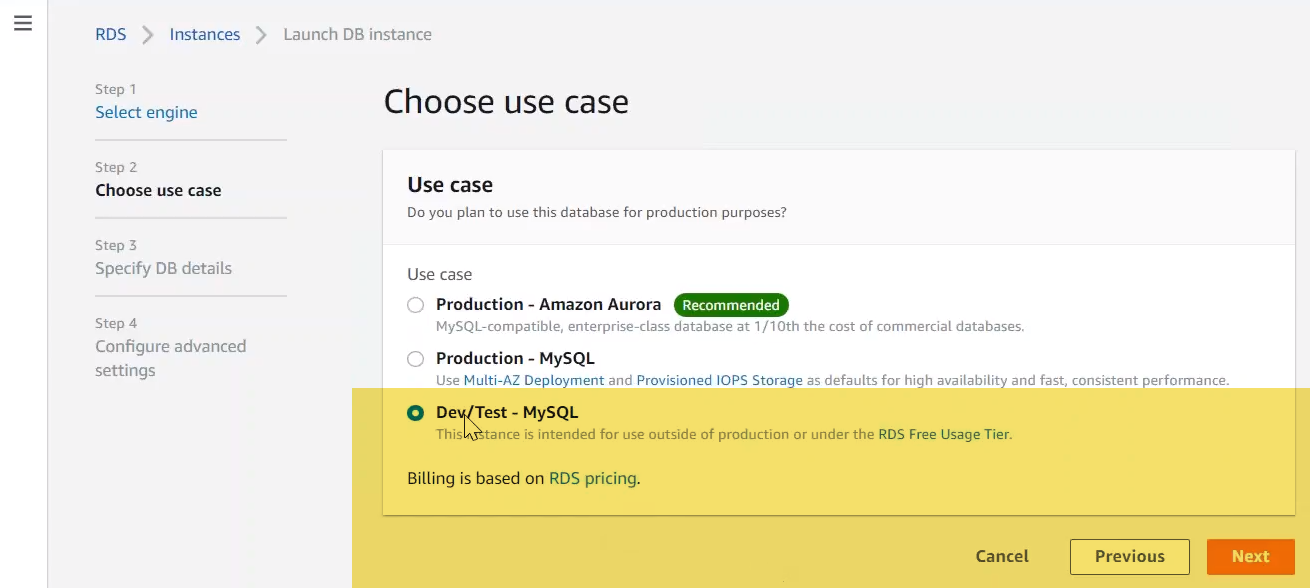 RDS > Instances > Launch DB instance
Step 1
Select engine
Step 2
Choose use case
Step 3
Specify DB details
Step 4
Configure advanced
settings
Choose use case
Use case
Do you plan to use this database for production purposes?
Use case
Production - Amazon Aurora Recommended
MySQL-compatible, enterprise-class database at 1/10th the cost of commercial databases.
Production - MySQL
Use Multi-AZ Deployment and Provisioned IOPS Storage as defaults for high availability and fast, consistent performance.
Dev/Test - MySQL
This instance is intended for use outside of production or under the RDS Free Usage Tier.
Billing is based on RDS pricing.
Cancel Previous Next